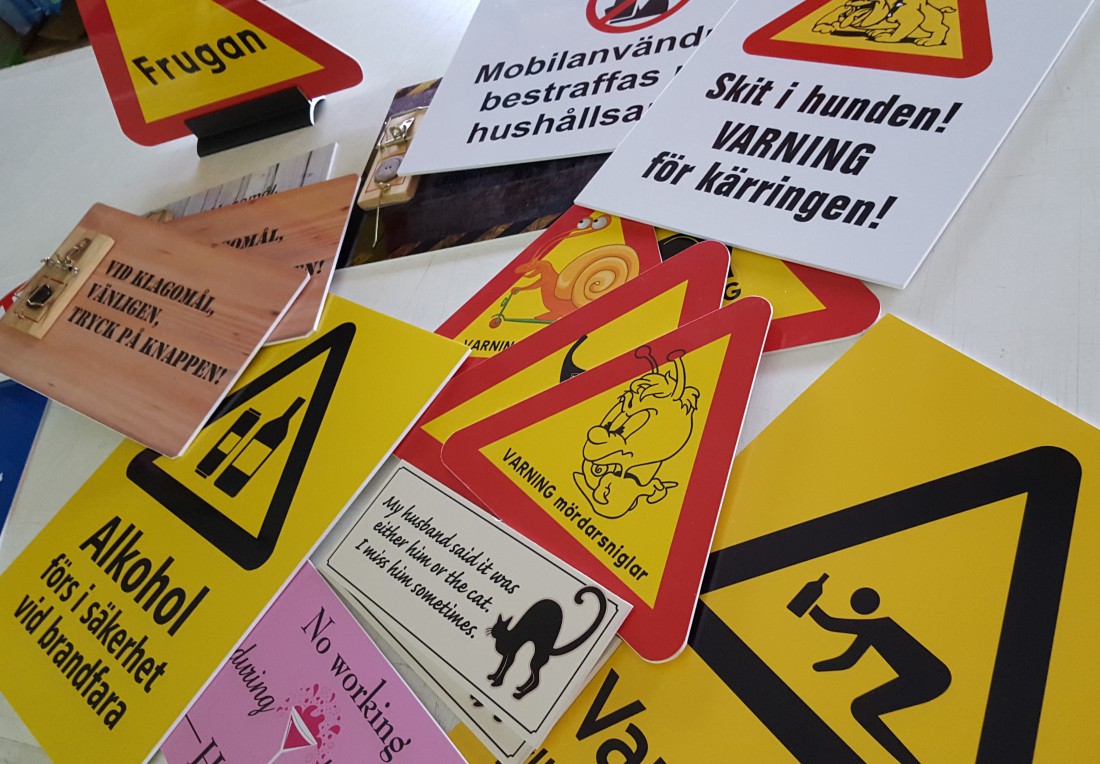 Frugan
Mobilanvänd
bestraffas
hushållsa
Skit i hunden!
VARNING
för kärringen!
VID KLAGOMÅL,
VÄNLIGEN,
TRYCK PÅ KNAPPEN!
VARNIN
VARNING mördarsniglar
Alkohol
förs i säkerhet
vid brandfara
My husband said it was
either him or the cat.
I miss him sometimes.
No working
during
H
Va